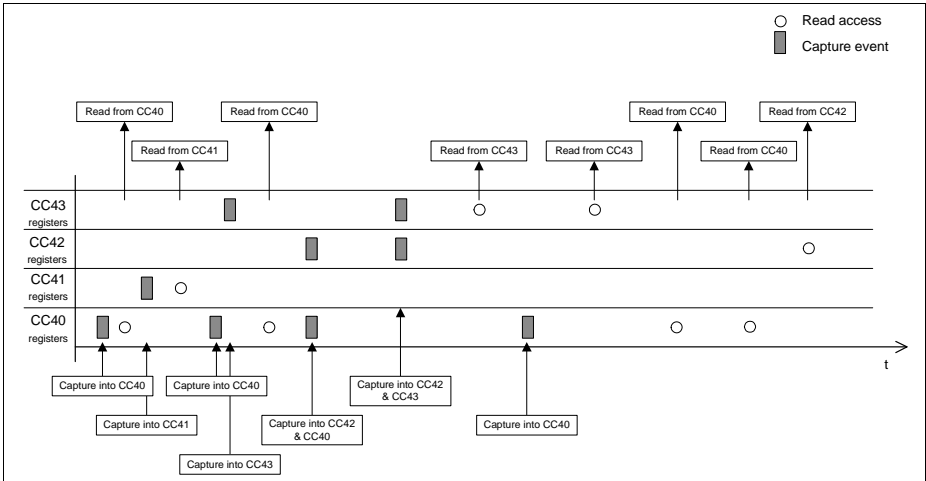 Read access
Capture event
Read from CC40
Read from CC40
Read from CC40
Read from CC42
Read from CC41
Read from CC43
Read from CC43
Read from CC40
CC43
registers
CC42
registers
CC41
registers
CC40
registers
t
Capture into CC40
Capture into CC40
Capture into CC42
& CC43
Capture into CC41
Capture into CC42
& CC40
Capture into CC40
Capture into CC43